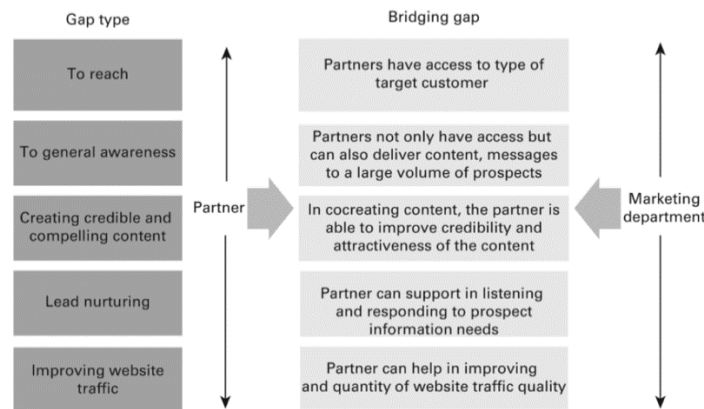 Gap type
Bridging gap
To reach
Partners have access to type of
target customer
To general awareness
Partners not only have access but
can also deliver content, messages
to a large volume of prospects
Creating credible and
compelling content
Partner
In cocreating content, the partner is
able to improve credibility and
attractiveness of the content
Marketing
department
Lead nurturing
Partner can support in listening
and responding to prospect
information needs
Improving website
traffic
Partner can help in improving
and quantity of website traffic quality